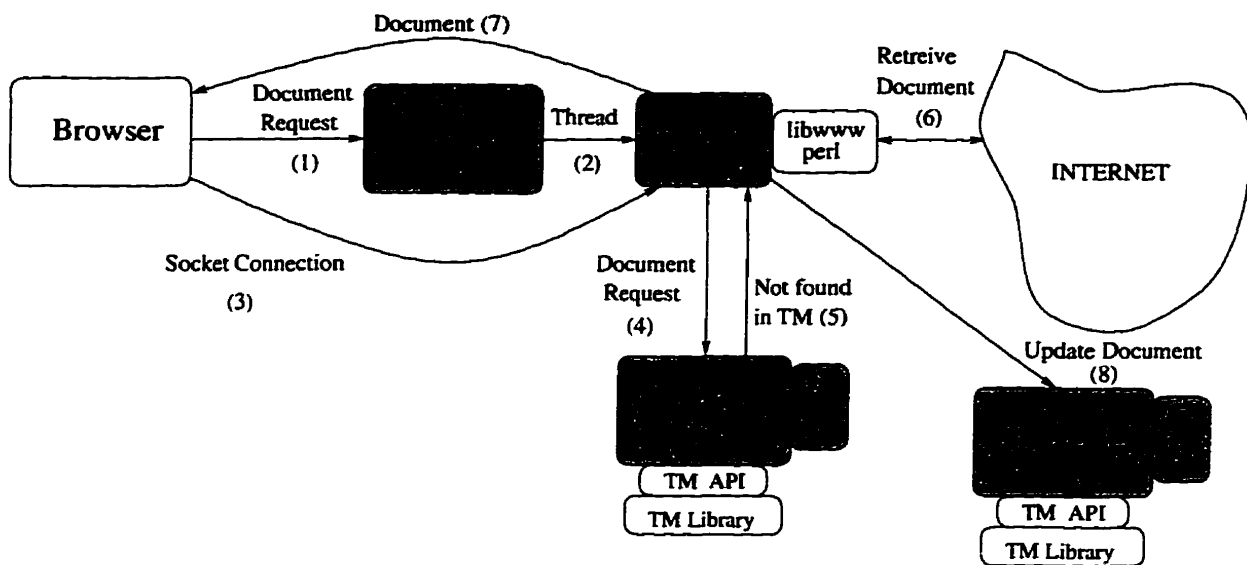 Document (7)
Browser
Document
Request
(1)
Thread
(2)
libwww
perl
Retreive
Document
(6)
INTERNET
Socket Connection
(3)
Document
Request
(4)
Not found
in TM (5)
Update Document
(8)
TM API
TM Library
TM API
TM Library